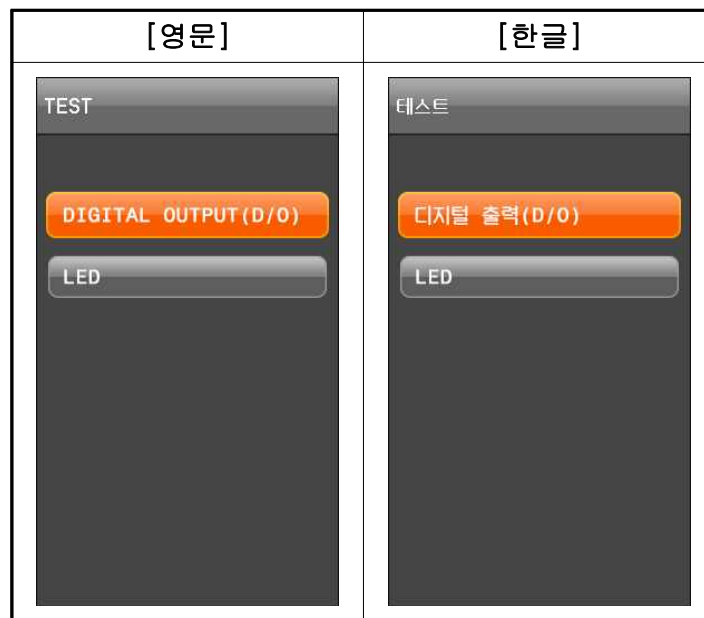 [영문]
[한글]
TEST
DIGITAL OUTPUT(D/O)
LED
테스트
디지털 출력(D/O)
LED